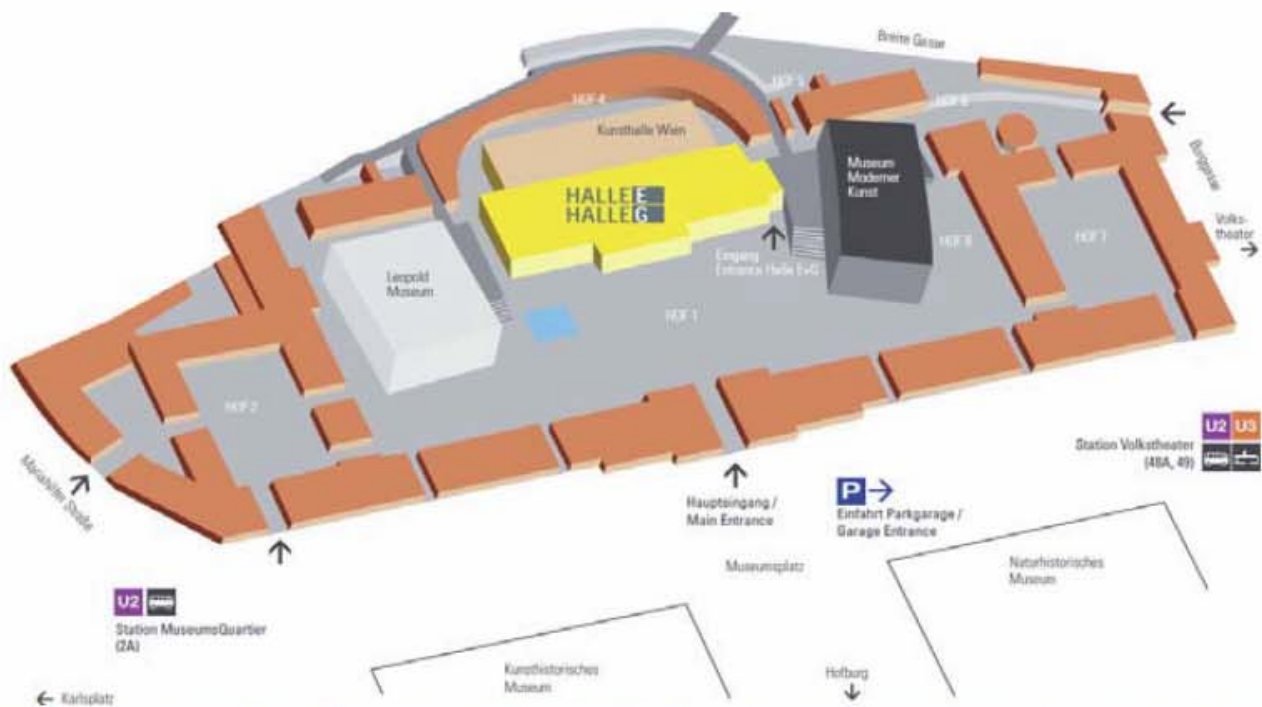 Breite Gasse
HOF 5
HOF 4
HOF 6
Kunsthalle Wien
Burggasse
Museum
Moderner
Kunst
HALLE E
HALLE G
Volks-
theater
HOF 7
HOF 8
Eingang
Entrance Halle E+G
Leopold
Museum
HOF 1
HOF 2
U2 U3
Station Volkstheater
(48A, 49)
Mariahilfer Straße
Hauptseingang /
Main Entrance
P
Einfahrt Parkgarage /
Garage Entrance
Museumsplatz
Naturhistorisches
Museum
U2
Station MuseumsQuartier
(2A)
Kunsthistorisches
Museum
Hofburg
Karlsplatz